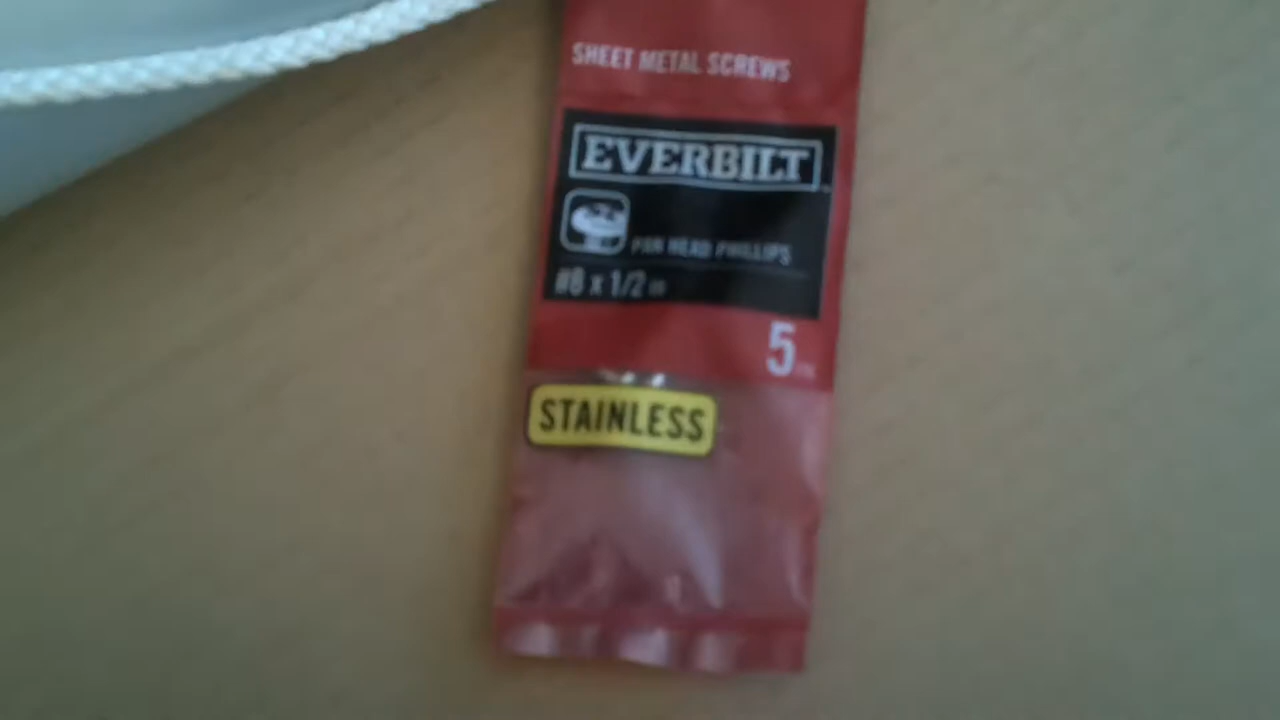 SHEET METAL SCREWS
EVERBILT
PAN HEAD PHILLIPS
#8 x 1/2 in
5
STAINLESS